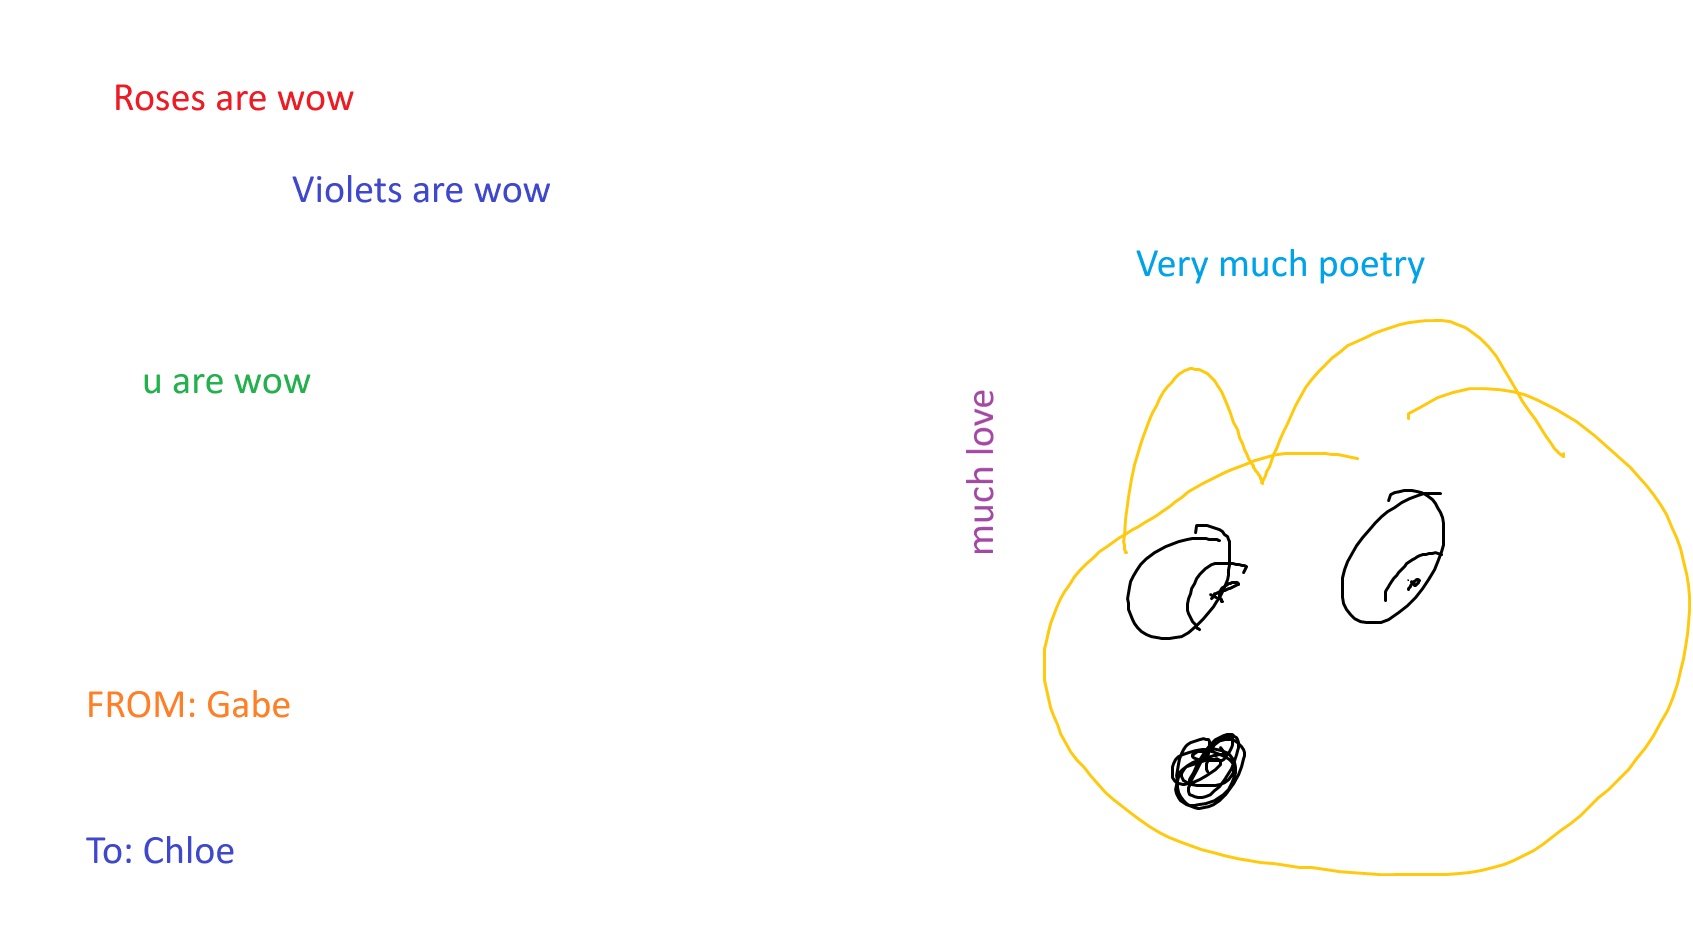 Roses are wow
Violets are wow
Very much poetry
u are wow
much love
FROM: Gabe
To: Chloe